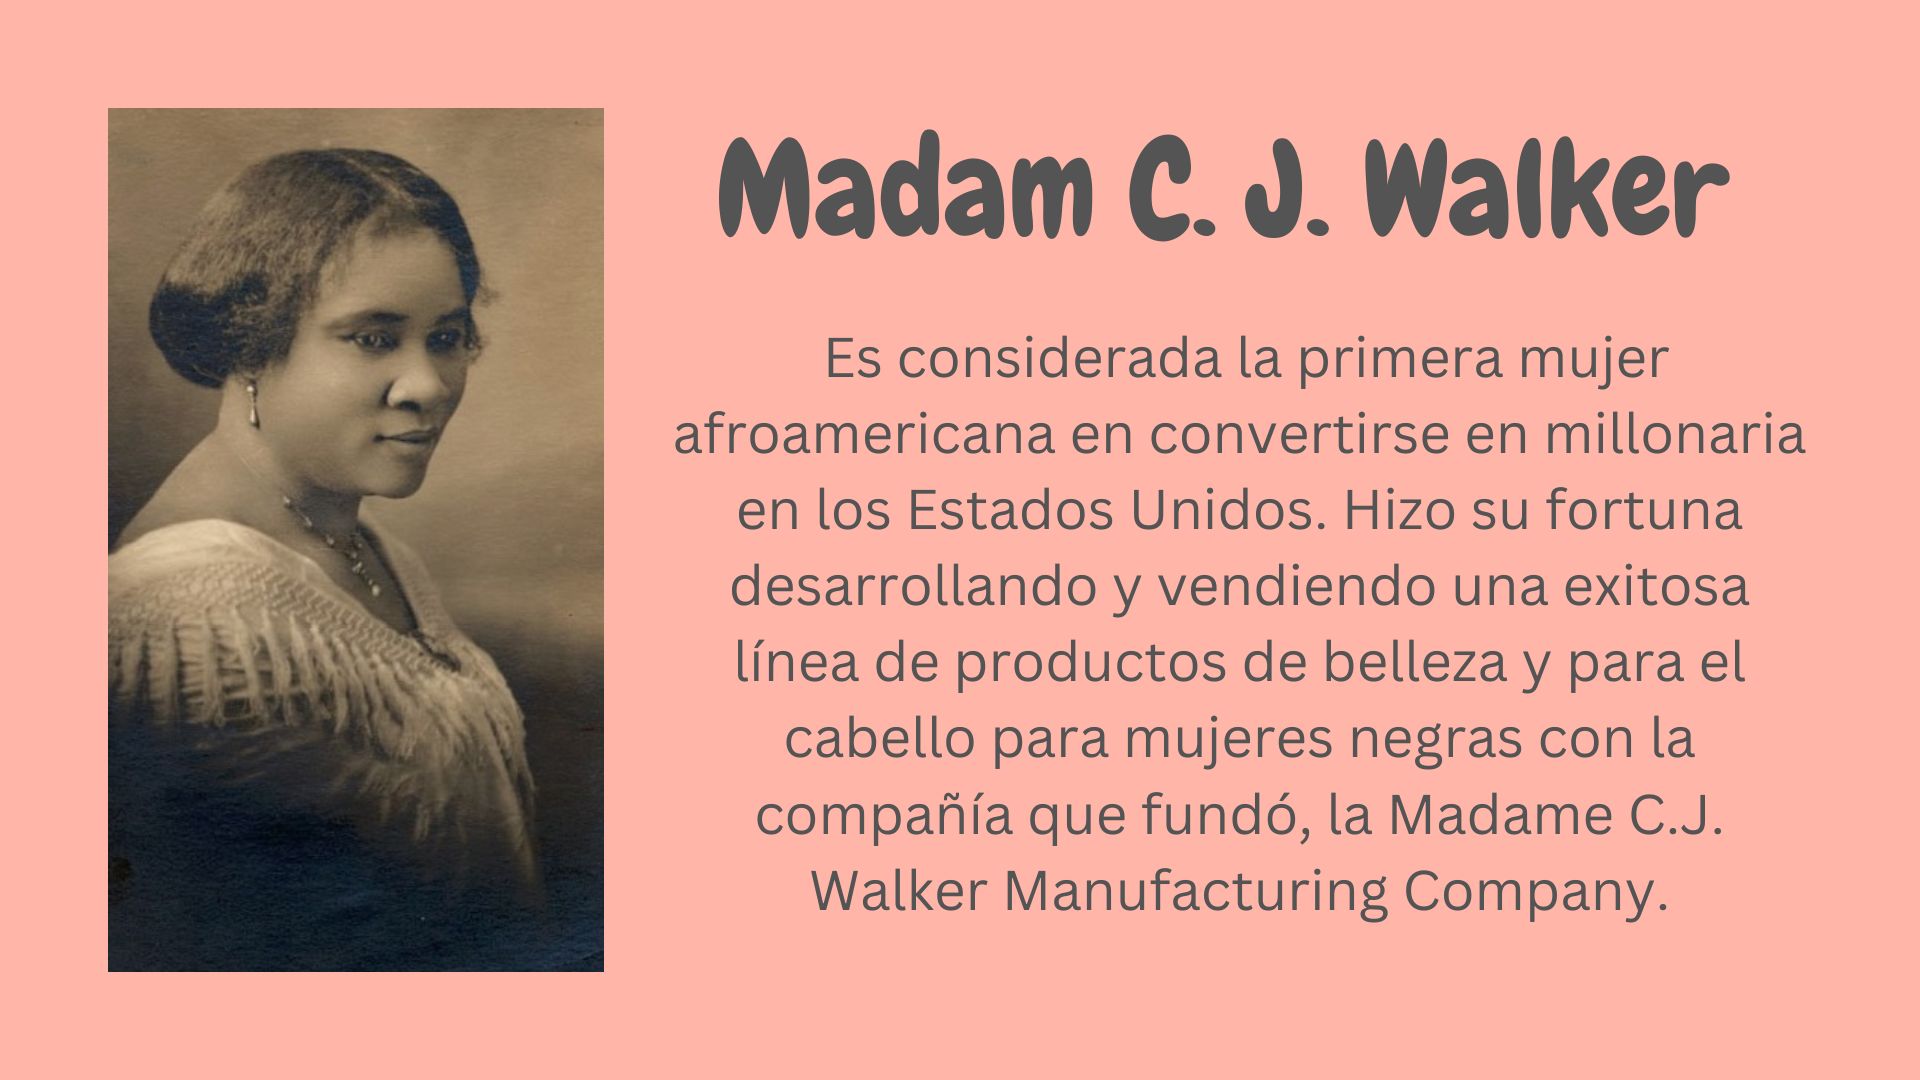 Madam C. J. Walker
Es considerada la primera mujer
afroamericana en convertirse en millonaria
en los Estados Unidos. Hizo su fortuna
desarrollando y vendiendo una exitosa
línea de productos de belleza y para el
cabello para mujeres negras con la
compañía que fundó, la Madame C.J.
Walker Manufacturing Company.